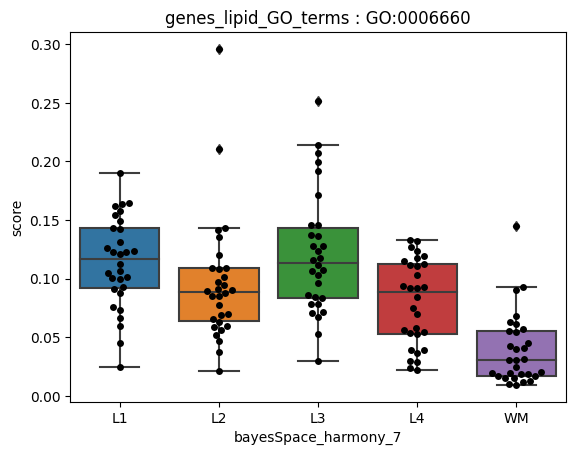 genes_lipid_GO_terms : GO:0006660
0.30
0.25
0.20
0.15
0.10
0.05
0.00
score
L1 L2 L3 L4 WM
bayesSpace_harmony_7